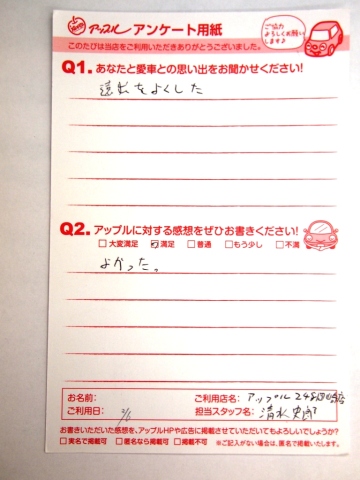 アップル アンケート用紙
ご協力
よろしくお願い
します♪
このたびは当店をご利用いただきありがとうございました。
Q1.あなたと愛車との思い出をお聞かせください!
遠出をよくした
Q2.アップルに対する感想をぜひお書きください!
□大変満足 ☑満足 □普通 □もう少し □不満
よかった。
お名前:
ご利用店名: アップル248
ご利用日: 2/6
担当スタッフ名: 清水 史郎
お書きいただいた感想を、アップルHPや広告に掲載させていただいてもよろしいでしょうか?
□実名で掲載可 □匿名なら掲載可 □掲載不可 ※ご記入がない場合は、匿名で掲載いたします。